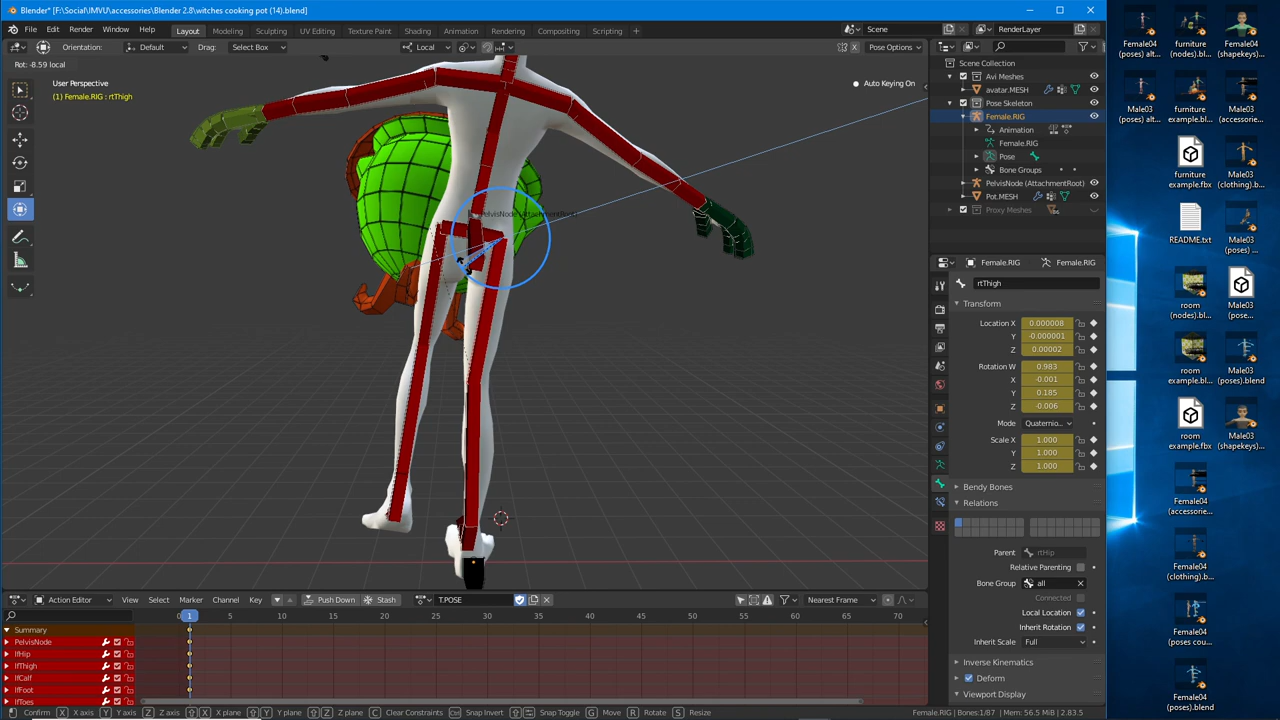 Blender* [F:\Social\IMVU\accessories\Blender 2.8\witches cooking pot (14).blend]
File Edit Render Window Help Layout Modeling Sculpting UV Editing Texture Paint Shading Animation Rendering Compositing Scripting + Scene RenderLayer
Orientation: Default Drag: Select Box Local Pose Options
Rot: -8.59 local
User Perspective
(1) Female.RIG : rtThigh
Auto Keying On
PelvisNode (AttachmentRoot)
Scene Collection
Avi Meshes
avatar.MESH
Pose Skeleton
Female.RIG
Animation
Female.RIG
Pose
Bone Groups
PelvisNode (AttachmentRoot)
Pot.MESH
Proxy Meshes
Female.RIG Female.RIG
rtThigh
Transform
Location X 0.000008
Y -0.000001
Z 0.00002
Rotation W 0.983
X -0.001
Y 0.185
Z -0.006
Mode Quaternio...
Scale X 1.000
Y 1.000
Z 1.000
Bendy Bones
Relations
Parent rtHip
Relative Parenting
Bone Group all
Connected
Local Location
Inherit Rotation
Inherit Scale Full
Inverse Kinematics
Deform
Viewport Display
Action Editor View Select Marker Channel Key Push Down Stash T.POSE Nearest Frame
0 1 5 10 15 20 25 30 35 40 45 50 55 60 65 70
Summary
PelvisNode
lfHip
lfThigh
lfCalf
lfFoot
lfToes
Confirm X X axis Y Y axis Z Z axis X X plane Y Y plane Z Z plane C Clear Constraints Snap Invert Snap Toggle G Move R Rotate S Resize
Female.RIG | Bones:1/87 | Mem: 56.5 MiB | 2.83.5
Female04 (poses) alt...
furniture (nodes).bl...
Female04 (shapekeys)...
Male03 (poses) alt...
furniture example.bl...
Male03 (accessorie...
furniture example.fbx
Male03 (clothing).b...
README.txt
Male03 (poses) ...
room (nodes).bl...
Male03 (pose...
room example.bl...
Male03 (poses).blend
room example.fbx
Male03 (shapekeys)...
Female04 (accessorie...
Female04 (clothing).b...
Female04 (poses cou...
Female04 (poses).blend